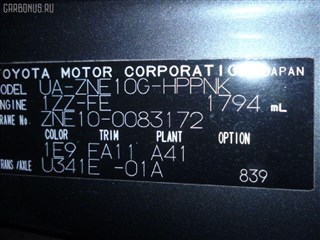 CARBONUS.RU
TOYOTA MOTOR CORPORATION JAPAN
MODEL UA-ZNE10G-HPPNK
ENGINE 1ZZ-FE 1794 mL
FRAME No. ZNE10-0083172
COLOR TRIM PLANT OPTION
1E9 FA11 A41
TRANS/AXLE U341E -01A
839